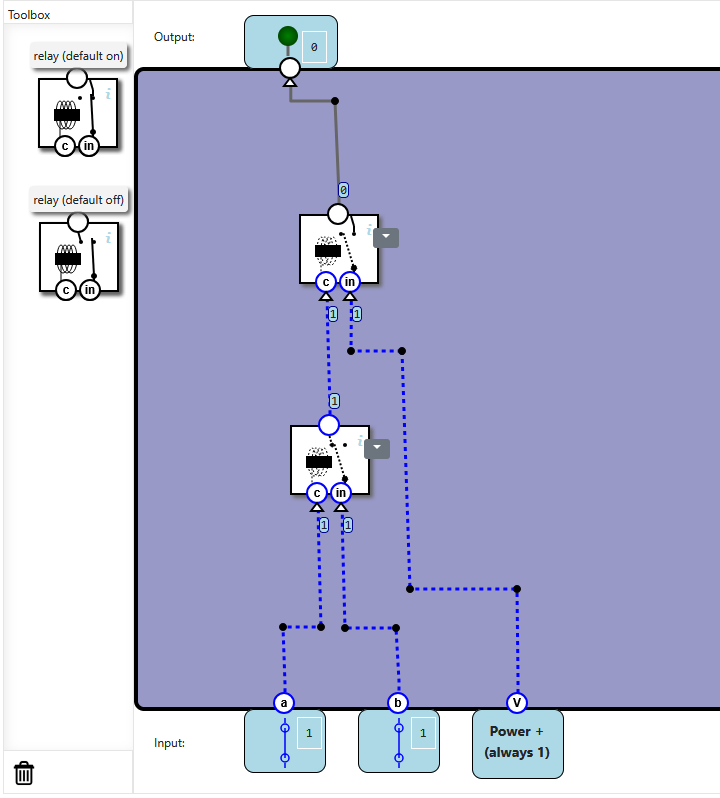 Toolbox
relay (default on)
i
c in
relay (default off)
i
c in
Output:
0
0
i
c in
1 1
1
i
c in
1 1
a b V
Input:
1
1
Power +
(always 1)